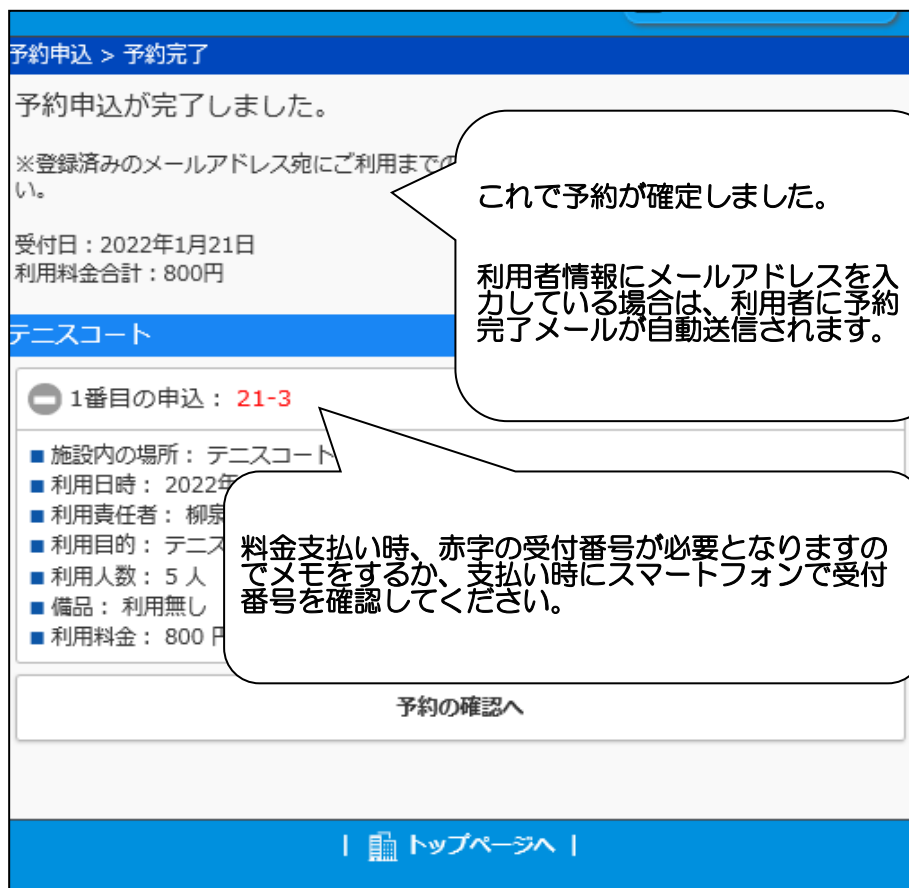 予約申込 > 予約完了
予約申込が完了しました。
※登録済みのメールアドレス宛にご利用まで
い。
受付日：2022年1月21日
利用料金合計：800円
これで予約が確定しました。
利用者情報にメールアドレスを入
力している場合は、利用者に予約
完了メールが自動送信されます。
テニスコート
1番目の申込： 21-3
■ 施設内の場所： テニスコート
■ 利用日時： 2022年
■ 利用責任者： 柳泉
■ 利用目的： テニス
■ 利用人数： 5 人
■ 備品： 利用無し
■ 利用料金： 800 円
料金支払い時、赤字の受付番号が必要となりますの
でメモをするか、支払い時にスマートフォンで受付
番号を確認してください。
予約の確認へ
| トップページへ |